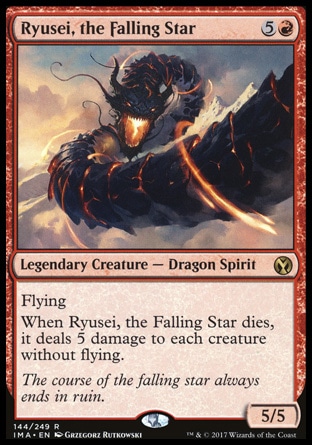 Ryusei, the Falling Star 5
Legendary Creature — Dragon Spirit
Flying
When Ryusei, the Falling Star dies,
it deals 5 damage to each creature
without flying.
The course of the falling star always
ends in ruin.
5/5
144/249 R
IMA • EN Grzegorz Rutkowski ™ & © 2017 Wizards of the Coast